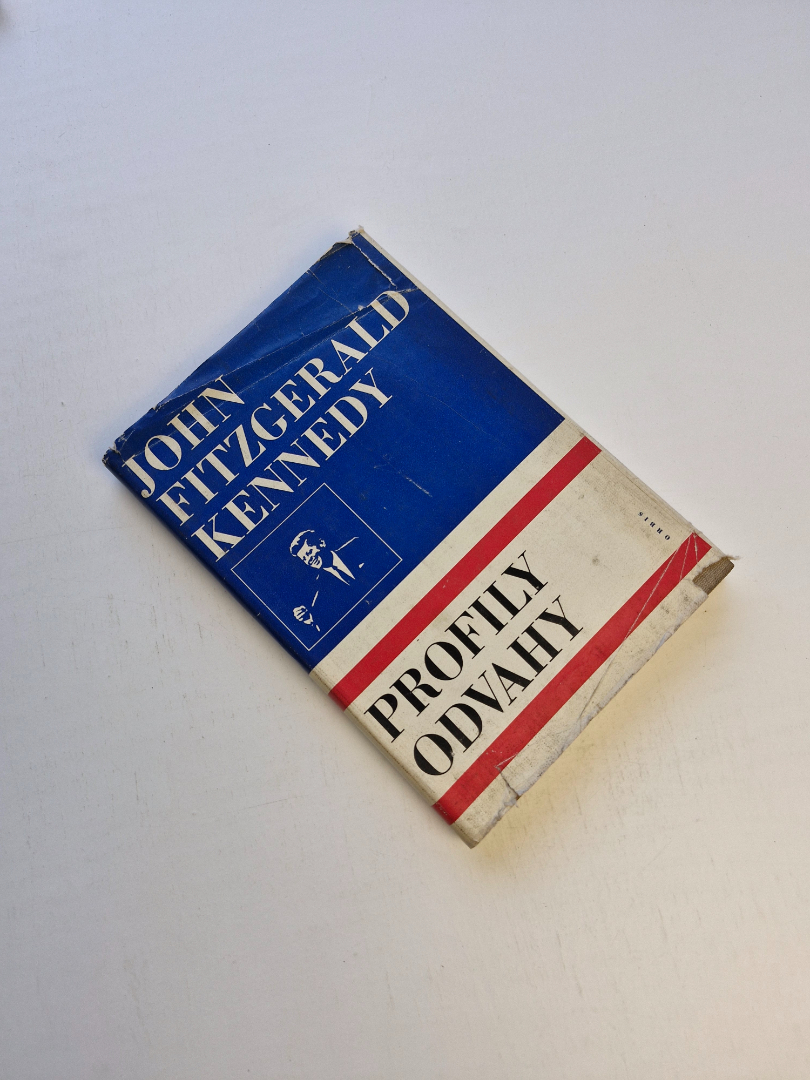 JOHN
FITZGERALD
KENNEDY
PROFILY
ODVAHY